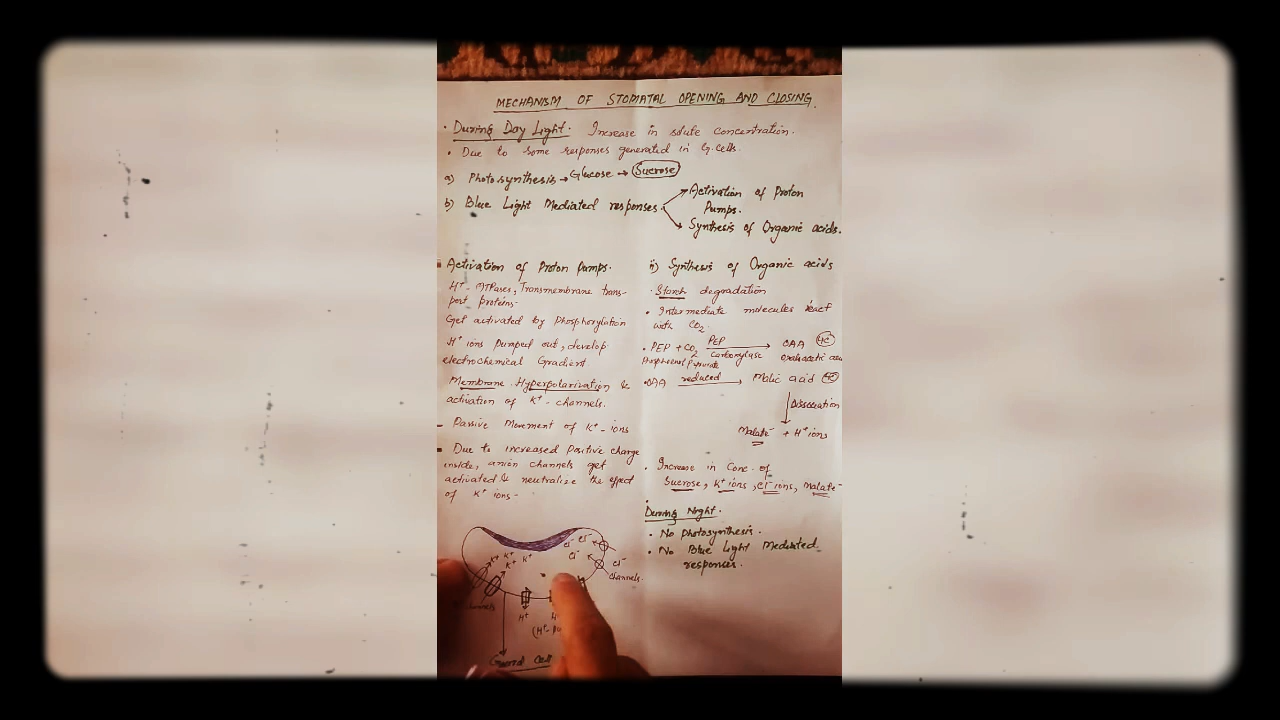 MECHANISM OF STOMATAL OPENING AND CLOSING
· During Day Light. Increase in solute concentration.
· Due to some responses generated in G.cells.
a) Photosynthesis → Glucose → Sucrose
b) Blue Light Mediated responses
Activation of Proton
Pumps.
Synthesis of Organic acids.
Activation of Proton Pumps.
H⁺-ATPases, Transmembrane trans-
port proteins-
Get activated by Phosphorylation
H⁺ ions pumped out, develop
electrochemical Gradient.
Membrane Hyperpolarization &
activation of K⁺-channels.
- Passive Movement of K⁺-ions
Due to increased positive charge
inside, anion channels get
activated & neutralize the effect
of K⁺ ions-
K⁺ K⁺ K⁺
K⁺
Cl⁻ Cl⁻
Cl⁻
Cl⁻
channels.
H⁺
Guard Cell
ii) Synthesis of Organic acids
· Starch degradation
· Intermediate molecules react
with CO₂.
· PEP + CO₂ PEP carboxylase → OAA 4C
· OAA reduced → Malic acid
Dissociation
Malate⁻ + H⁺ ions
· Increase in Conc. of
Sucrose, K⁺ ions, Cl⁻ ions, malate⁻
During Night.
· No photosynthesis.
· No Blue Light Mediated
responses.